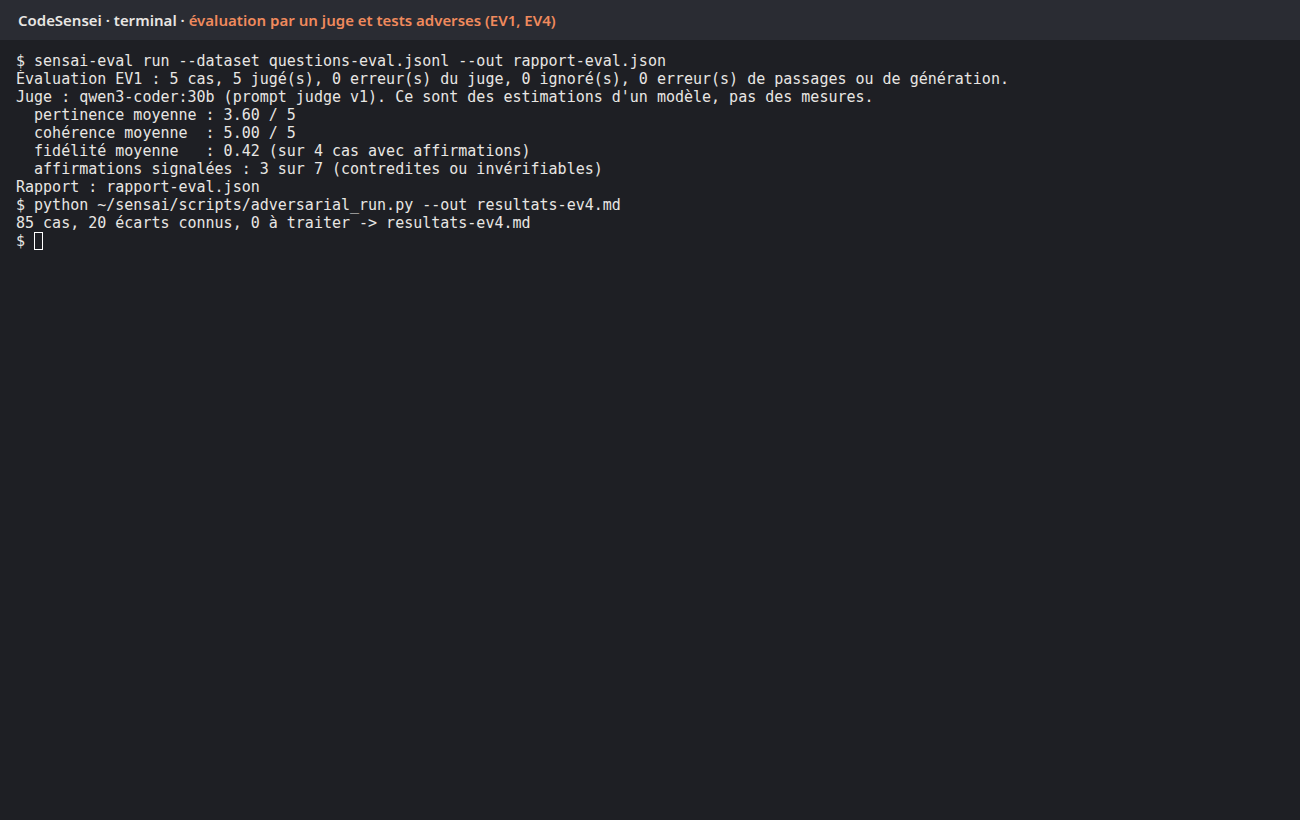 CodeSensei · terminal · évaluation par un juge et tests adverses (EV1, EV4)
$ sensai-eval run --dataset questions-eval.jsonl --out rapport-eval.json
Évaluation EV1 : 5 cas, 5 jugé(s), 0 erreur(s) du juge, 0 ignoré(s), 0 erreur(s) de passages ou de génération.
Juge : qwen3-coder:30b (prompt judge v1). Ce sont des estimations d'un modèle, pas des mesures.
  pertinence moyenne : 3.60 / 5
  cohérence moyenne  : 5.00 / 5
  fidélité moyenne   : 0.42 (sur 4 cas avec affirmations)
  affirmations signalées : 3 sur 7 (contredites ou invérifiables)
Rapport : rapport-eval.json
$ python ~/sensai/scripts/adversarial_run.py --out resultats-ev4.md
85 cas, 20 écarts connus, 0 à traiter -> resultats-ev4.md
$